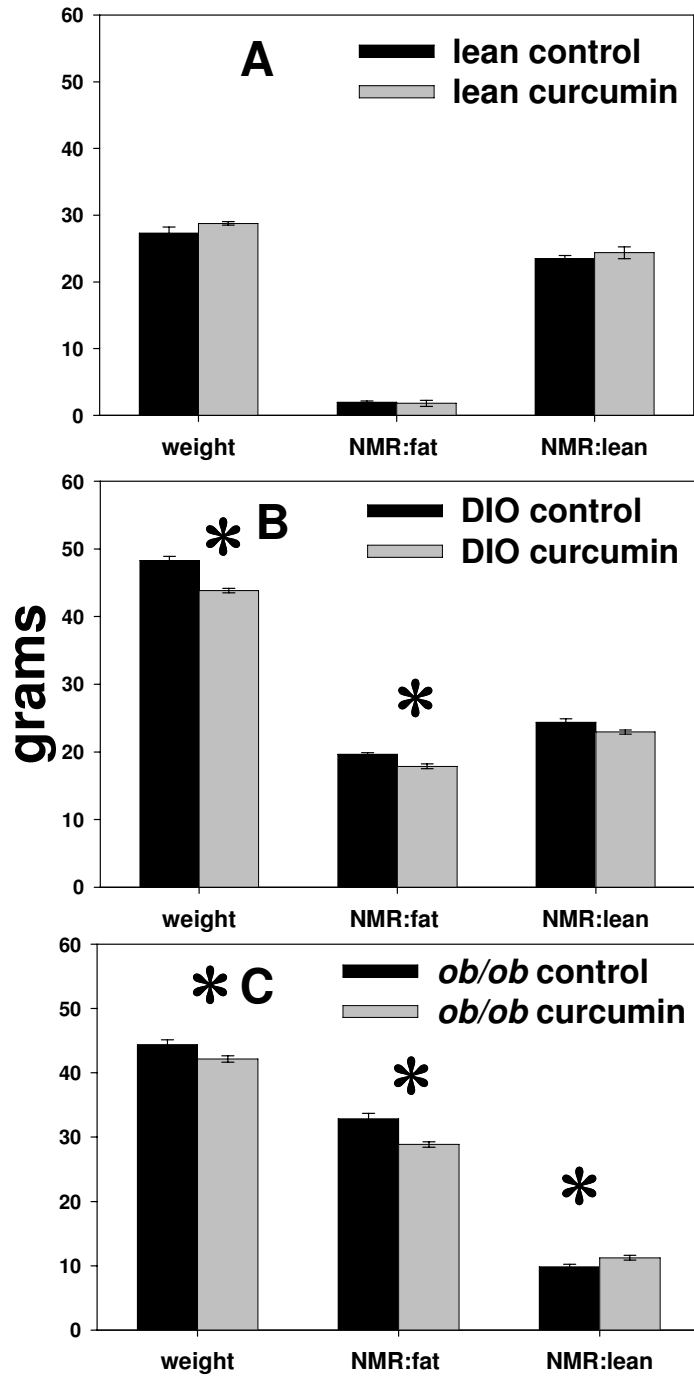 60
50
40
30
20
10
0
A
lean control
lean curcumin
weight NMR:fat NMR:lean
grams
60
50
40
30
20
10
0
* B
DIO control
DIO curcumin
*
weight NMR:fat NMR:lean
60
50
40
30
20
10
0
* C
ob/ob control
ob/ob curcumin
*
*
weight NMR:fat NMR:lean